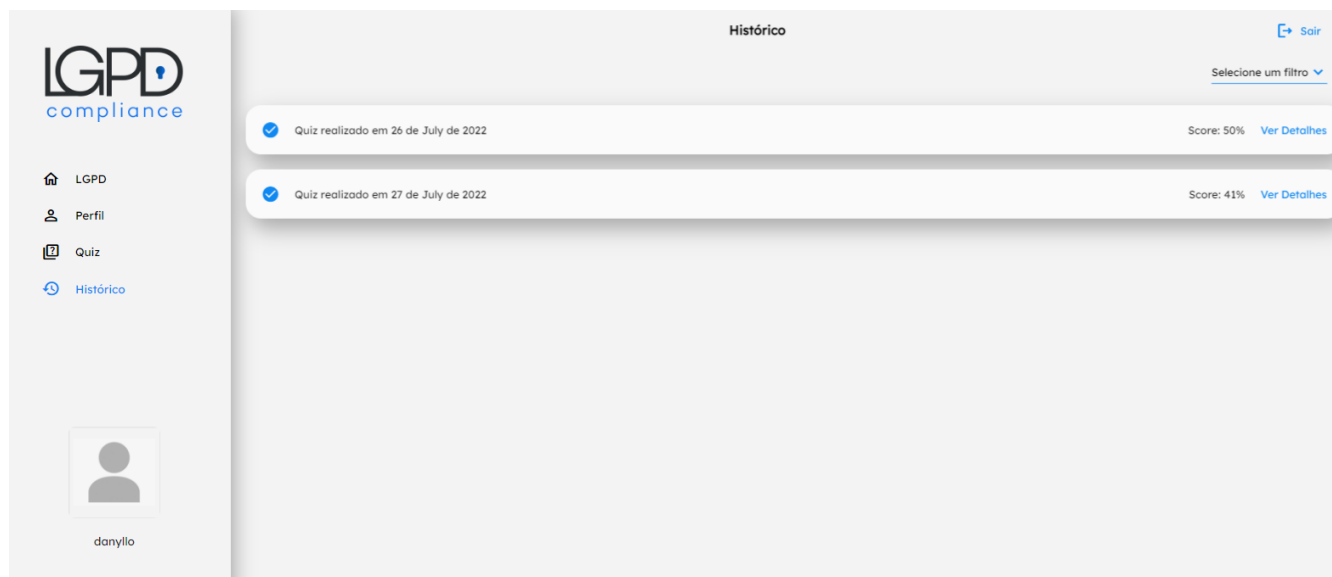 LGPD
compliance
LGPD
Perfil
Quiz
Histórico
danyllo
Histórico
Sair
Selecione um filtro
Quiz realizado em 26 de July de 2022 Score: 50% Ver Detalhes
Quiz realizado em 27 de July de 2022 Score: 41% Ver Detalhes